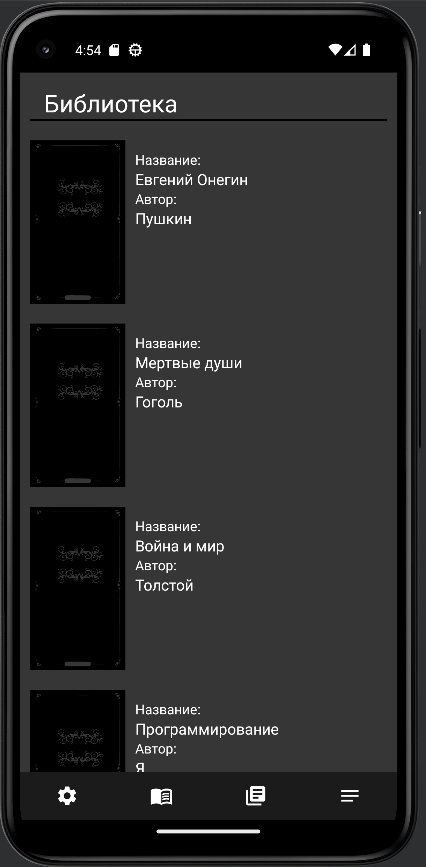 4:54
Библиотека
Название:
Евгений Онегин
Автор:
Пушкин
Название:
Мертвые души
Автор:
Гоголь
Название:
Война и мир
Автор:
Толстой
Название:
Программирование
Автор:
Я